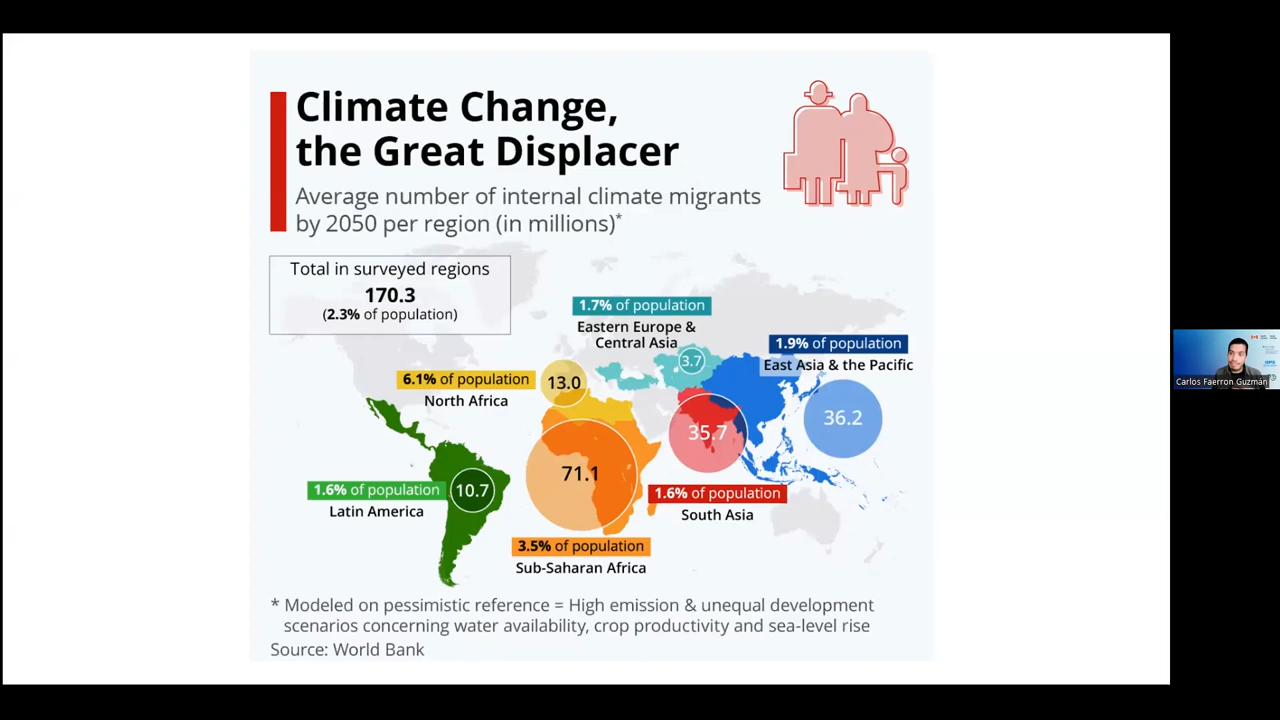 Climate Change,
the Great Displacer
Average number of internal climate migrants
by 2050 per region (in millions)*
Total in surveyed regions
170.3
(2.3% of population)
1.7% of population
Eastern Europe &
Central Asia
3.7
1.9% of population
East Asia & the Pacific
36.2
6.1% of population
North Africa
13.0
35.7
1.6% of population
South Asia
71.1
3.5% of population
Sub-Saharan Africa
1.6% of population
Latin America
10.7
* Modeled on pessimistic reference = High emission & unequal development
scenarios concerning water availability, crop productivity and sea-level rise
Source: World Bank
Carlos Faerron Guzmán